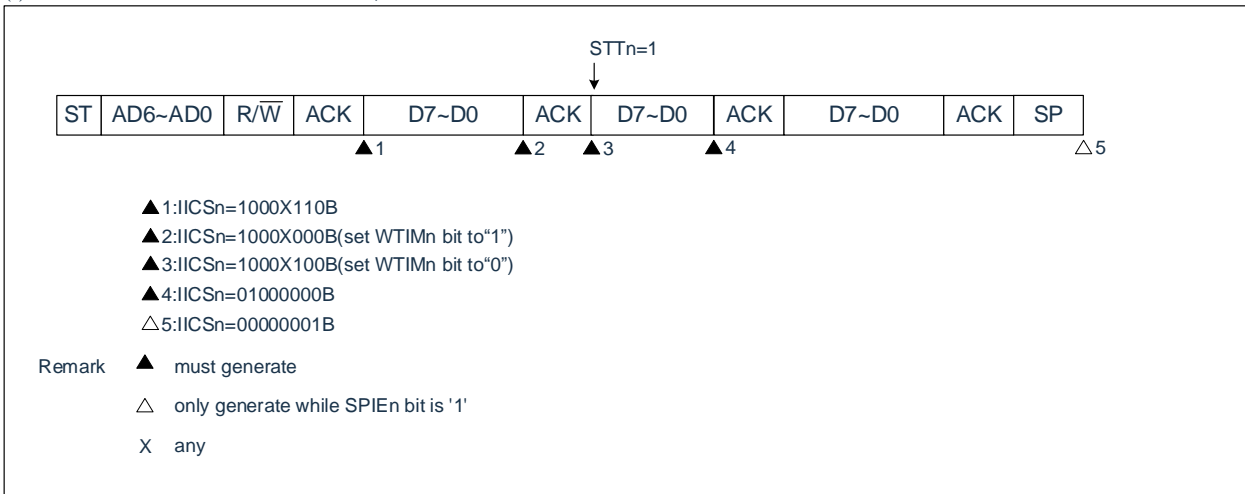 STTn=1
ST AD6~AD0 R/W̅ ACK D7~D0 ACK D7~D0 ACK D7~D0 ACK SP
▲1 ▲2 ▲3 ▲4 △5
▲1:IICSn=1000X110B
▲2:IICSn=1000X000B(set WTIMn bit to“1”)
▲3:IICSn=1000X100B(set WTIMn bit to“0”)
▲4:IICSn=01000000B
△5:IICSn=00000001B
Remark ▲ must generate
△ only generate while SPIEn bit is '1'
X any